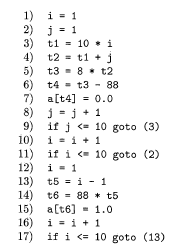 1) i = 1
2) j = 1
3) t1 = 10 * i
4) t2 = t1 + j
5) t3 = 8 * t2
6) t4 = t3 - 88
7) a[t4] = 0.0
8) j = j + 1
9) if j <= 10 goto (3)
10) i = i + 1
11) if i <= 10 goto (2)
12) i = 1
13) t5 = i - 1
14) t6 = 88 * t5
15) a[t6] = 1.0
16) i = i + 1
17) if i <= 10 goto (13)